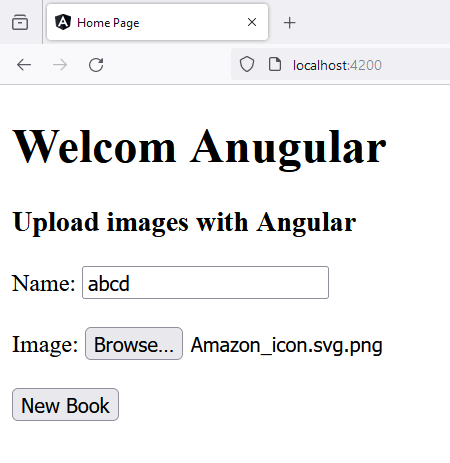 Home Page
localhost:4200
Welcom Anugular
Upload images with Angular
Name: abcd
Image: Browse... Amazon_icon.svg.png
New Book